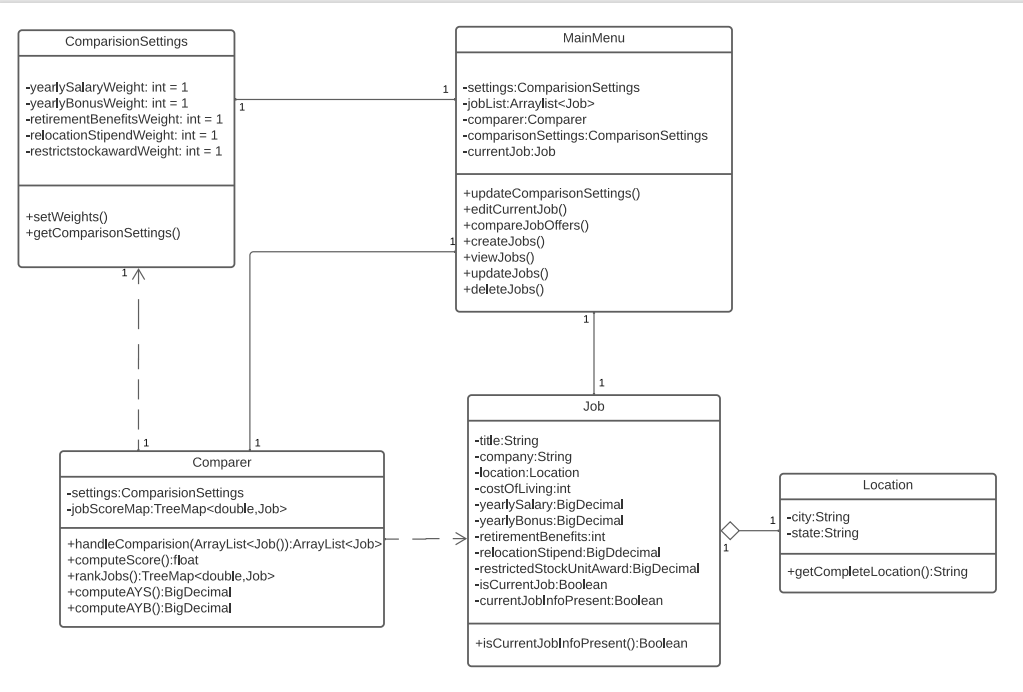 ComparisionSettings
-yearlySalaryWeight: int = 1
-yearlyBonusWeight: int = 1
-retirementBenefitsWeight: int = 1
-relocationStipendWeight: int = 1
-restrictstockawardWeight: int = 1
+setWeights()
+getComparisonSettings()
1
1
MainMenu
-settings:ComparisionSettings
-jobList:Arraylist<Job>
-comparer:Comparer
-comparisonSettings:ComparisonSettings
-currentJob:Job
+updateComparisonSettings()
+editCurrentJob()
+compareJobOffers()
+createJobs()
+viewJobs()
+updateJobs()
+deleteJobs()
1
1
1
1
1
1
1
Comparer
-settings:ComparisionSettings
-jobScoreMap:TreeMap<double,Job>
+handleComparision(ArrayList<Job()):ArrayList<Job>
+computeScore():float
+rankJobs():TreeMap<double,Job>
+computeAYS():BigDecimal
+computeAYB():BigDecimal
Job
-title:String
-company:String
-location:Location
-costOfLiving:int
-yearlySalary:BigDecimal
-yearlyBonus:BigDecimal
-retirementBenefits:int
-relocationStipend:BigDdecimal
-restrictedStockUnitAward:BigDecimal
-isCurrentJob:Boolean
-currentJobInfoPresent:Boolean
+isCurrentJobInfoPresent():Boolean
1
1
Location
-city:String
-state:String
+getCompleteLocation():String